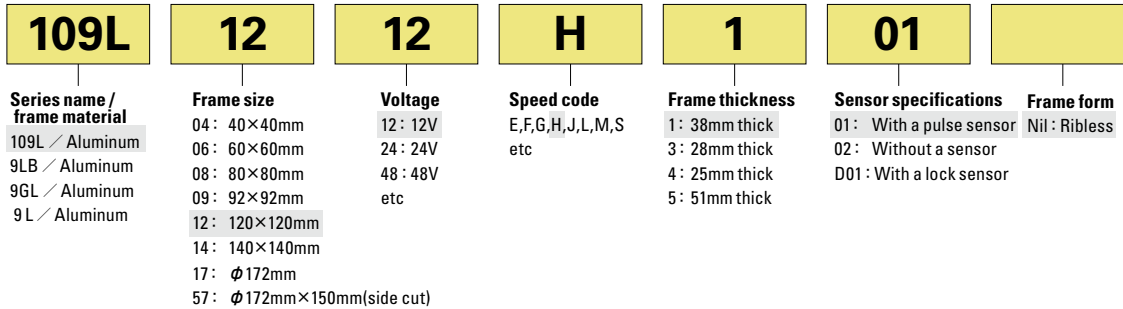 109L 12 12 H 1 01
Series name /
frame material
109L ／ Aluminum
9LB ／ Aluminum
9GL ／ Aluminum
9L ／ Aluminum
Frame size
04： 40×40mm
06： 60×60mm
08： 80×80mm
09： 92×92mm
12： 120×120mm
14： 140×140mm
17： ϕ172mm
57： ϕ172mm×150mm(side cut)
Voltage
12：12V
24：24V
48：48V
etc
Speed code
E,F,G,H,J,L,M,S
etc
Frame thickness
1：38mm thick
3：28mm thick
4：25mm thick
5：51mm thick
Sensor specifications
01： With a pulse sensor
02： Without a sensor
D01：With a lock sensor
Frame form
Nil：Ribless